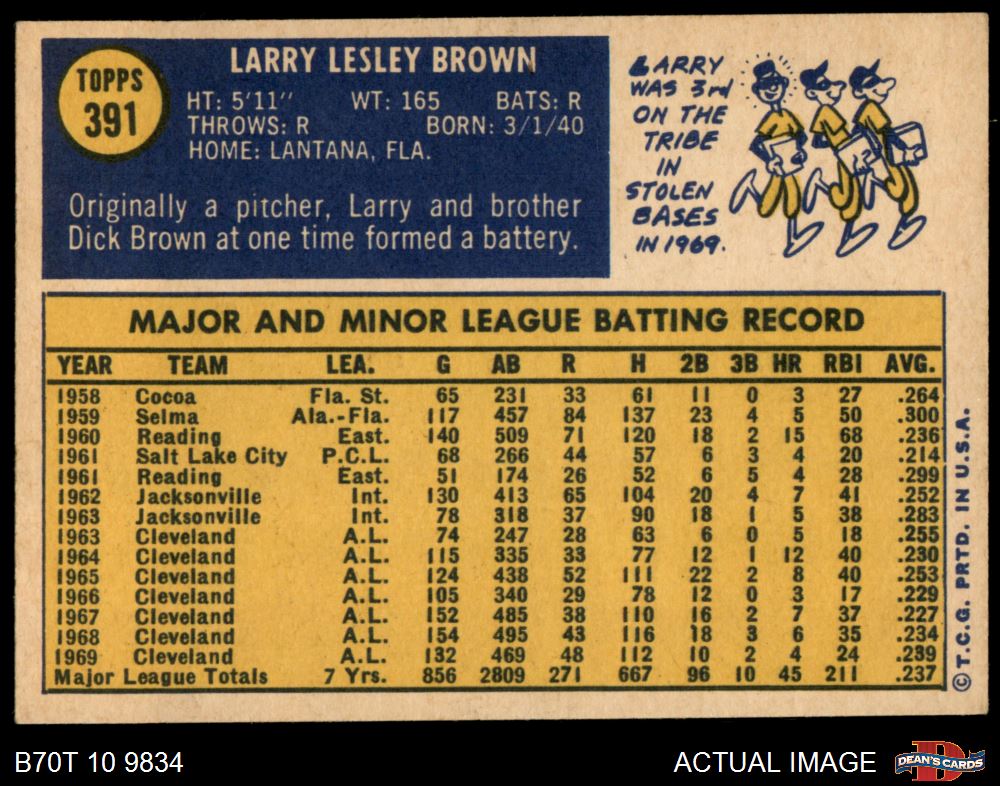 TOPPS
391
LARRY LESLEY BROWN
HT: 5'11" WT: 165 BATS: R
THROWS: R BORN: 3/1/40
HOME: LANTANA, FLA.
Originally a pitcher, Larry and brother
Dick Brown at one time formed a battery.
LARRY
WAS 3rd
ON THE
TRIBE
IN
STOLEN
BASES
IN 1969.
MAJOR AND MINOR LEAGUE BATTING RECORD
YEAR TEAM LEA. G AB R H 2B 3B HR RBI AVG.
1958 Cocoa Fla. St. 65 231 33 61 11 0 3 27 .264
1959 Selma Ala.-Fla. 117 457 84 137 23 4 5 50 .300
1960 Reading East. 140 509 71 120 18 2 15 68 .236
1961 Salt Lake City P.C.L. 68 266 44 57 6 3 4 20 .214
1961 Reading East. 51 174 26 52 6 5 4 28 .299
1962 Jacksonville Int. 130 413 65 104 20 4 7 41 .252
1963 Jacksonville Int. 78 318 37 90 18 1 5 38 .283
1963 Cleveland A.L. 74 247 28 63 6 0 5 18 .255
1964 Cleveland A.L. 115 335 33 77 12 1 12 40 .230
1965 Cleveland A.L. 124 438 52 111 22 2 8 40 .253
1966 Cleveland A.L. 105 340 29 78 12 0 3 17 .229
1967 Cleveland A.L. 152 485 38 110 16 2 7 37 .227
1968 Cleveland A.L. 154 495 43 116 18 3 6 35 .234
1969 Cleveland A.L. 132 469 48 112 10 2 4 24 .239
Major League Totals 7 Yrs. 856 2809 271 667 96 10 45 211 .237
© T.C.G. PRTD. IN U.S.A.
B70T 10 9834
ACTUAL IMAGE
D
DEAN'S CARDS